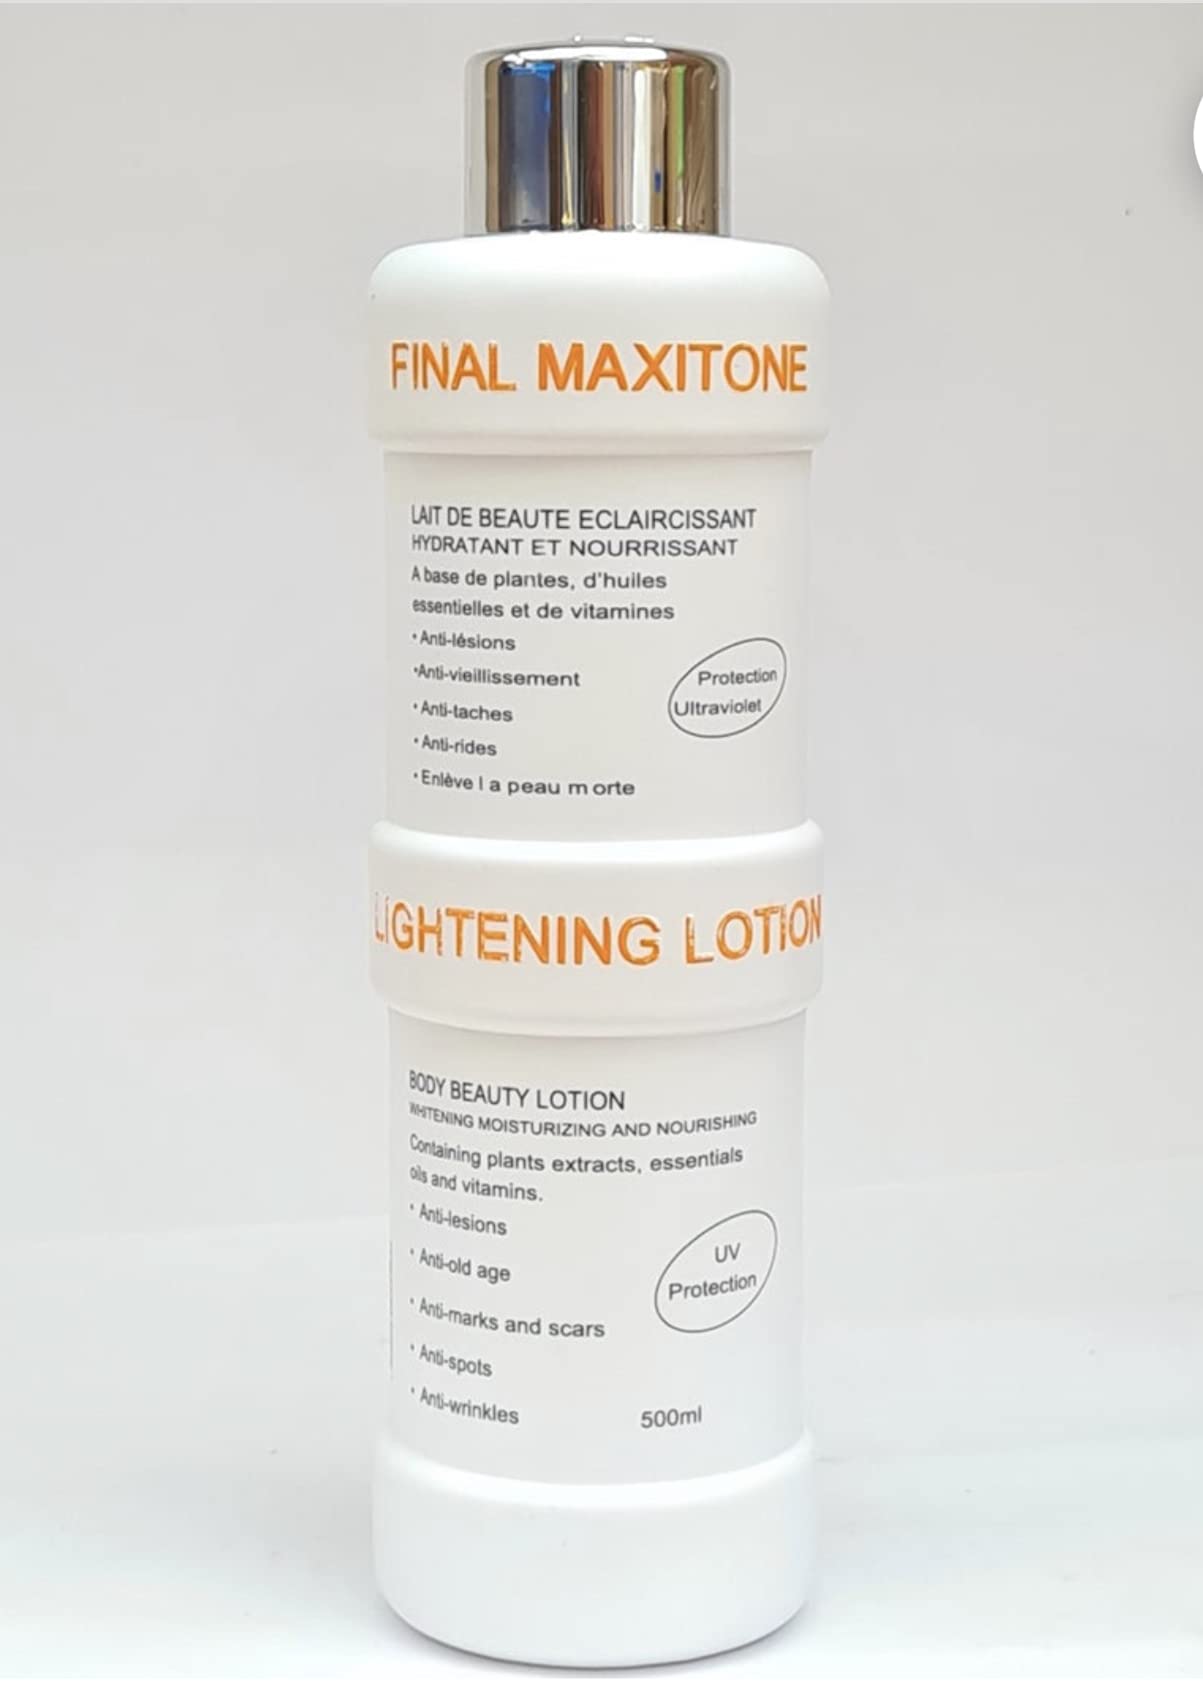 FINAL MAXITONE
LAIT DE BEAUTE ECLAIRCISSANT
HYDRATANT ET NOURRISSANT
A base de plantes, d'huiles
essentielles et de vitamines
• Anti-lésions
•Anti-vieillissement
• Anti-taches
• Anti-rides
• Enlève l a peau m orte
Protection
Ultraviolet
LIGHTENING LOTION
BODY BEAUTY LOTION
WHITENING MOISTURIZING AND NOURISHING
Containing plants extracts, essentials
oils and vitamins.
• Anti-lesions
• Anti-old age
• Anti-marks and scars
• Anti-spots
• Anti-wrinkles
UV
Protection
500ml